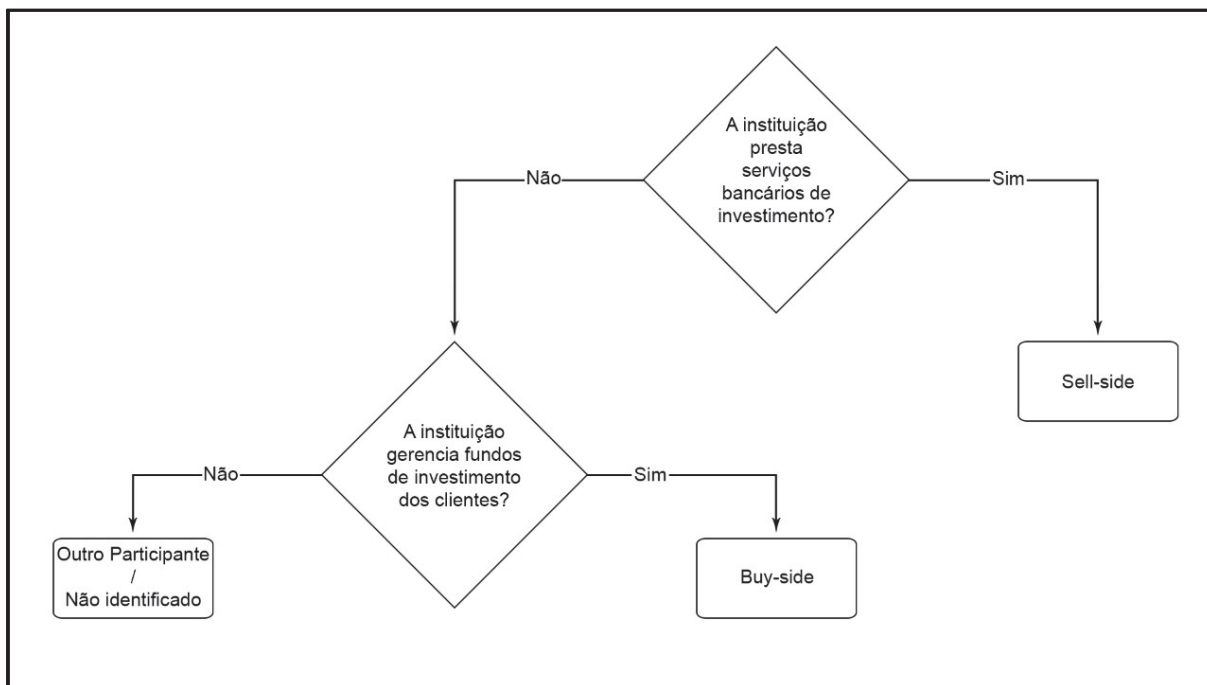 A instituição
presta
serviços
bancários de
investimento?
Não
Sim
Sell-side
A instituição
gerencia fundos
de investimento
dos clientes?
Não
Sim
Outro Participante
/
Não identificado
Buy-side